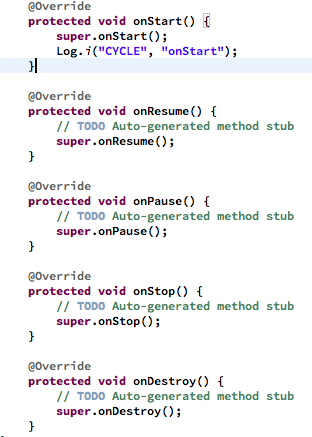 @Override
protected void onStart() {
    super.onStart();
    Log.i("CYCLE", "onStart");
}
@Override
protected void onResume() {
    // TODO Auto-generated method stub
    super.onResume();
}
@Override
protected void onPause() {
    // TODO Auto-generated method stub
    super.onPause();
}
@Override
protected void onStop() {
    // TODO Auto-generated method stub
    super.onStop();
}
@Override
protected void onDestroy() {
    // TODO Auto-generated method stub
    super.onDestroy();
}